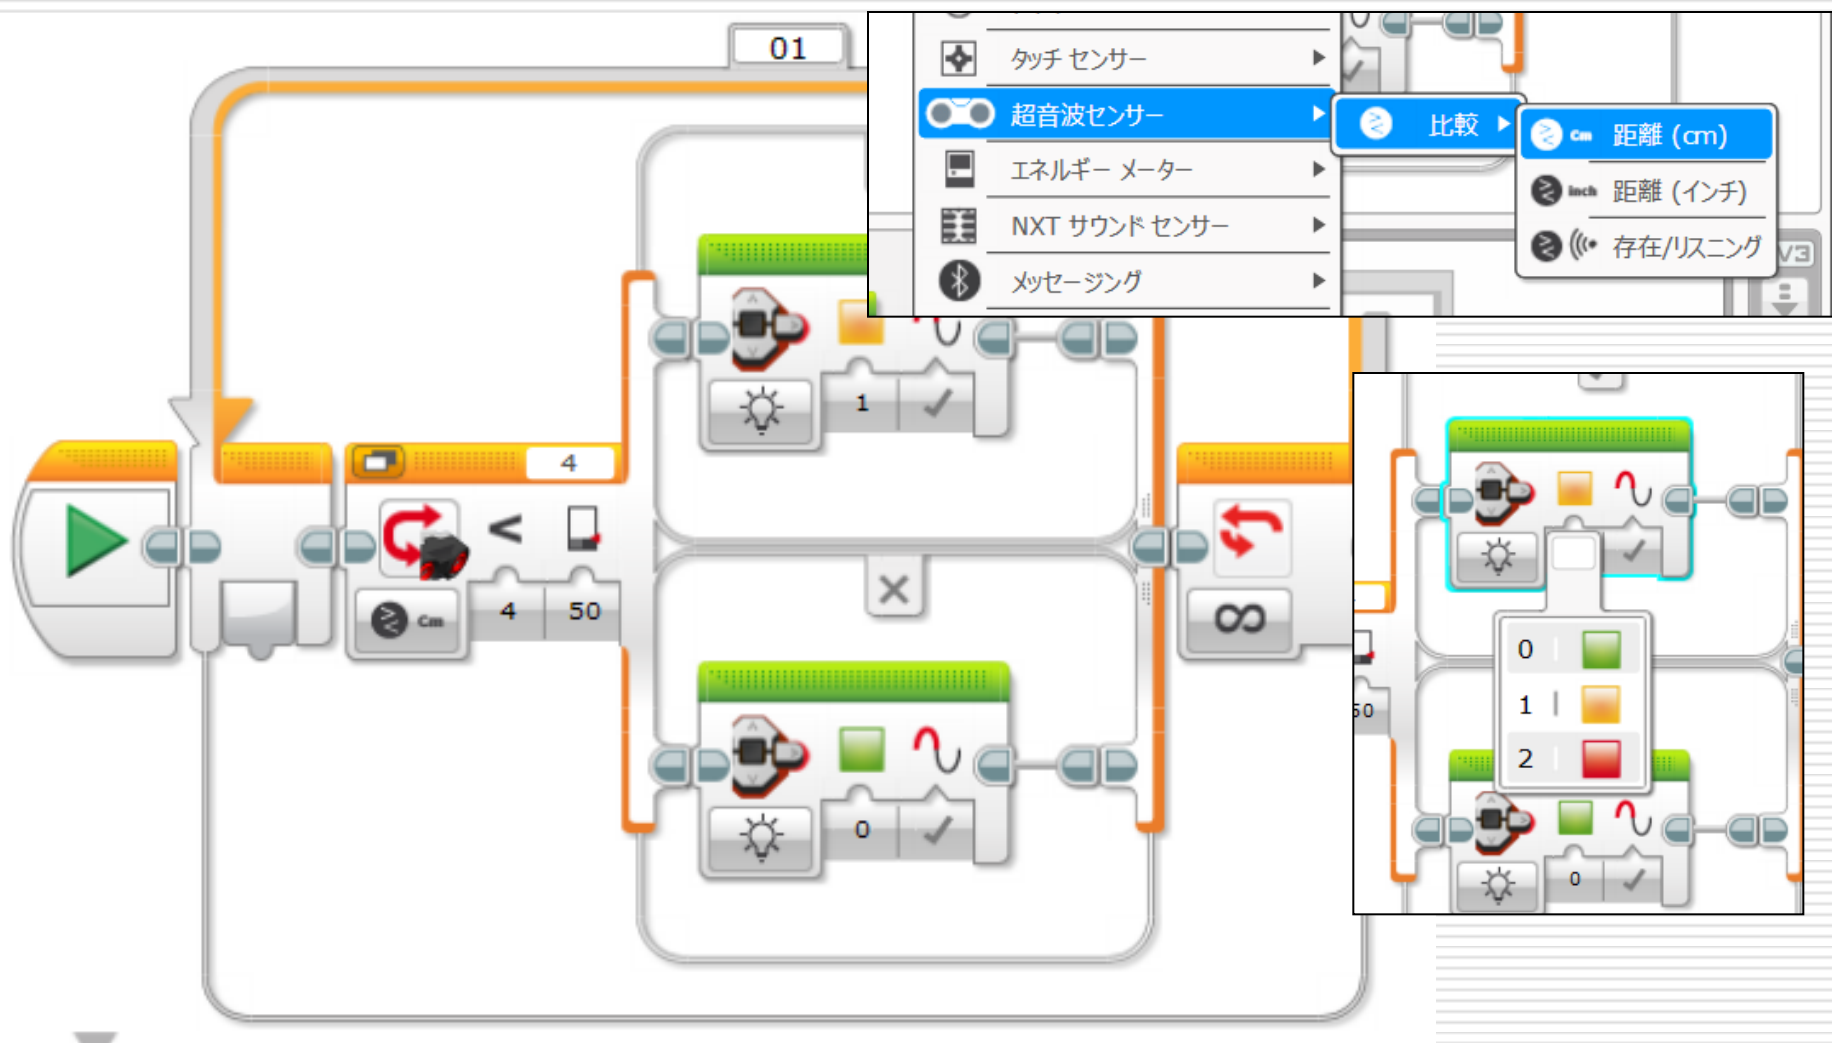 01
タッチ センサー
超音波センサー
比較
Cm 距離 (cm)
エネルギー メーター
inch 距離 (インチ)
NXT サウンド センサー
存在/リスニング
V3
メッセージング
1
4
4 50
Cm
0
0
1
2
50
0